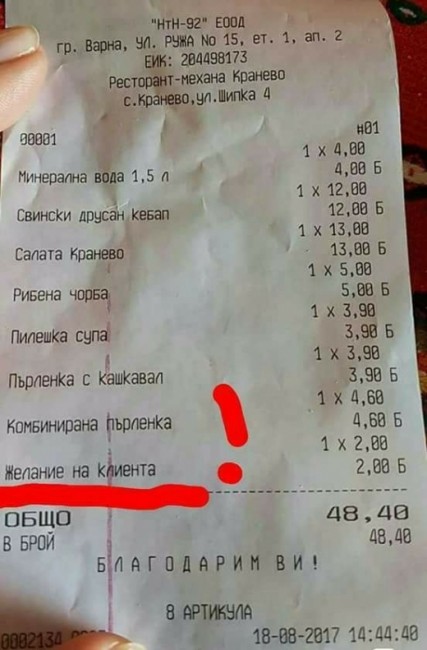 "НтН-92" ЕООД
гр. Варна, УЛ. РУЖА No 15, ет. 1, ап. 2
ЕИК: 204498173
Ресторант-механа Кранево
с.Кранево,ул.Шипка 4
00001 #01
1 x 4,00
Минерална вода 1,5 л 4,00 Б
1 x 12,00
Свински друсан кебап 12,00 Б
1 x 13,00
Салата Кранево 13,00 Б
1 x 5,00
Рибена чорба 5,00 Б
1 x 3,90
Пилешка супа 3,90 Б
1 x 3,90
Пърленка с кашкавал 3,90 Б
1 x 4,60
Комбинирана пърленка 4,60 Б
1 x 2,00
Желание на клиента 2,00 Б
!
ОБЩО 48,40
В БРОЙ 48,40
БЛАГОДАРИМ ВИ!
8 АРТИКУЛА
0002134 18-08-2017 14:44:40